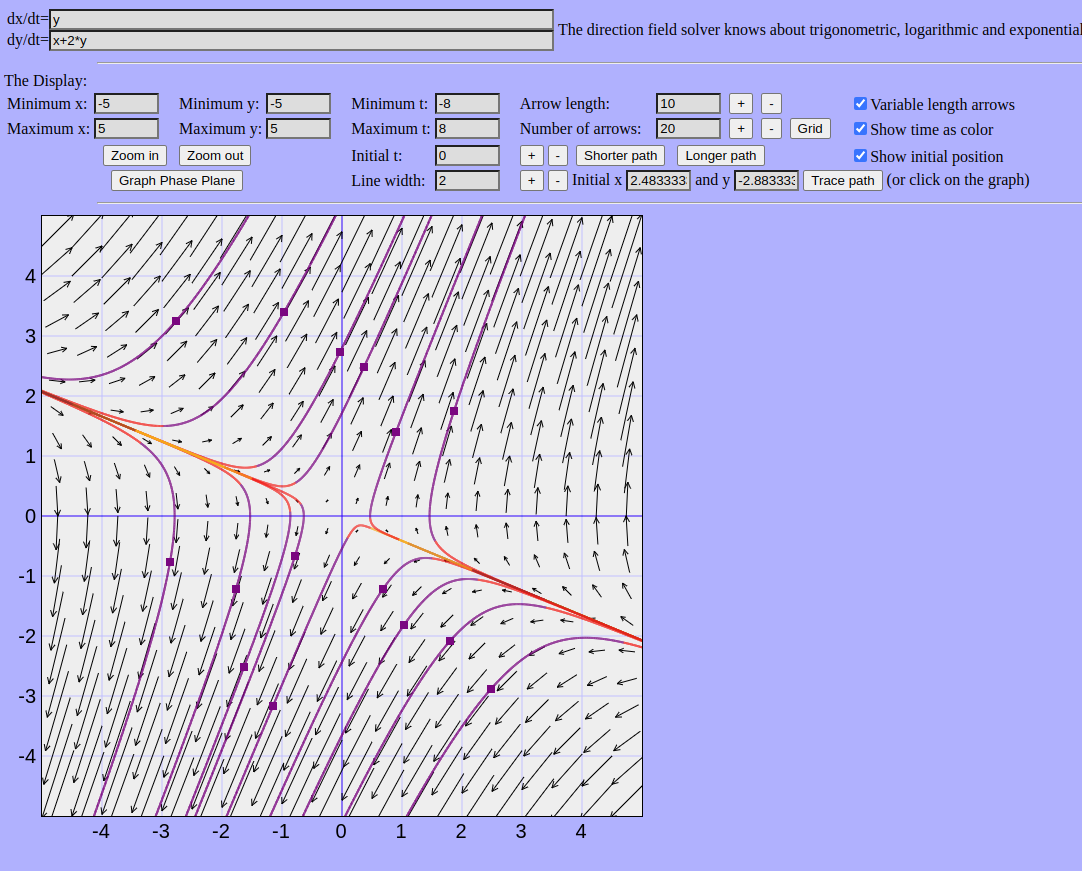 dx/dt= y
dy/dt= x+2*y
The direction field solver knows about trigonometric, logarithmic and exponential
The Display:
Minimum x: -5 Minimum y: -5 Minimum t: -8 Arrow length: 10 + - Variable length arrows
Maximum x: 5 Maximum y: 5 Maximum t: 8 Number of arrows: 20 + - Grid Show time as color
Zoom in Zoom out Initial t: 0 + - Shorter path Longer path Show initial position
Graph Phase Plane Line width: 2 + - Initial x 2.483333 and y -2.88333 Trace path (or click on the graph)
4
3
2
1
0
-1
-2
-3
-4
-4 -3 -2 -1 0 1 2 3 4